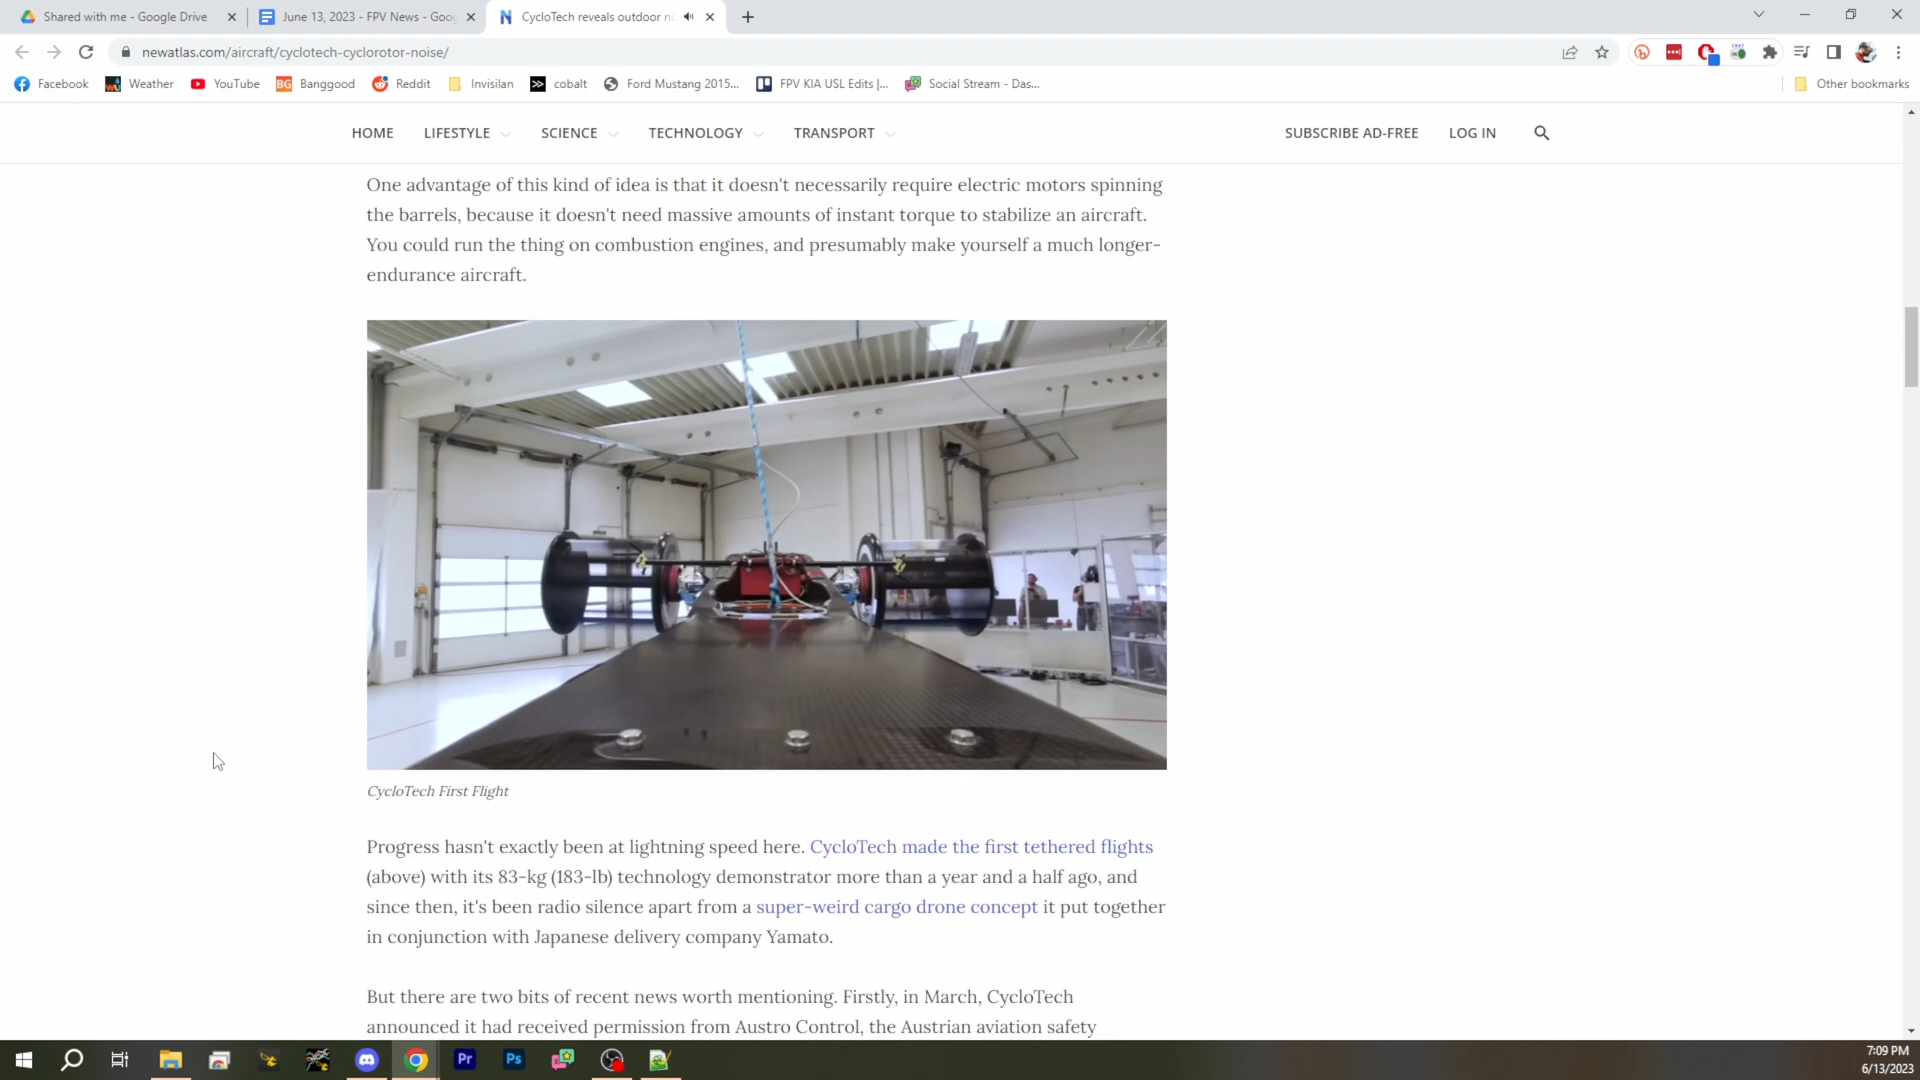 Shared with me - Google Drive
June 13, 2023 - FPV News - Goog
CycloTech reveals outdoor no
newatlas.com/aircraft/cyclotech-cyclorotor-noise/
Facebook
Weather
YouTube
BG Banggood
Reddit
Invisilan
cobalt
Ford Mustang 2015...
FPV KIA USL Edits |...
Social Stream - Das...
Other bookmarks
HOME
LIFESTYLE
SCIENCE
TECHNOLOGY
TRANSPORT
SUBSCRIBE AD-FREE
LOG IN
One advantage of this kind of idea is that it doesn't necessarily require electric motors spinning
the barrels, because it doesn't need massive amounts of instant torque to stabilize an aircraft.
You could run the thing on combustion engines, and presumably make yourself a much longer-
endurance aircraft.
CycloTech First Flight
Progress hasn't exactly been at lightning speed here. CycloTech made the first tethered flights
(above) with its 83-kg (183-lb) technology demonstrator more than a year and a half ago, and
since then, it's been radio silence apart from a super-weird cargo drone concept it put together
in conjunction with Japanese delivery company Yamato.
But there are two bits of recent news worth mentioning. Firstly, in March, CycloTech
announced it had received permission from Austro Control, the Austrian aviation safety
Pr
Ps
7:09 PM
6/13/2023